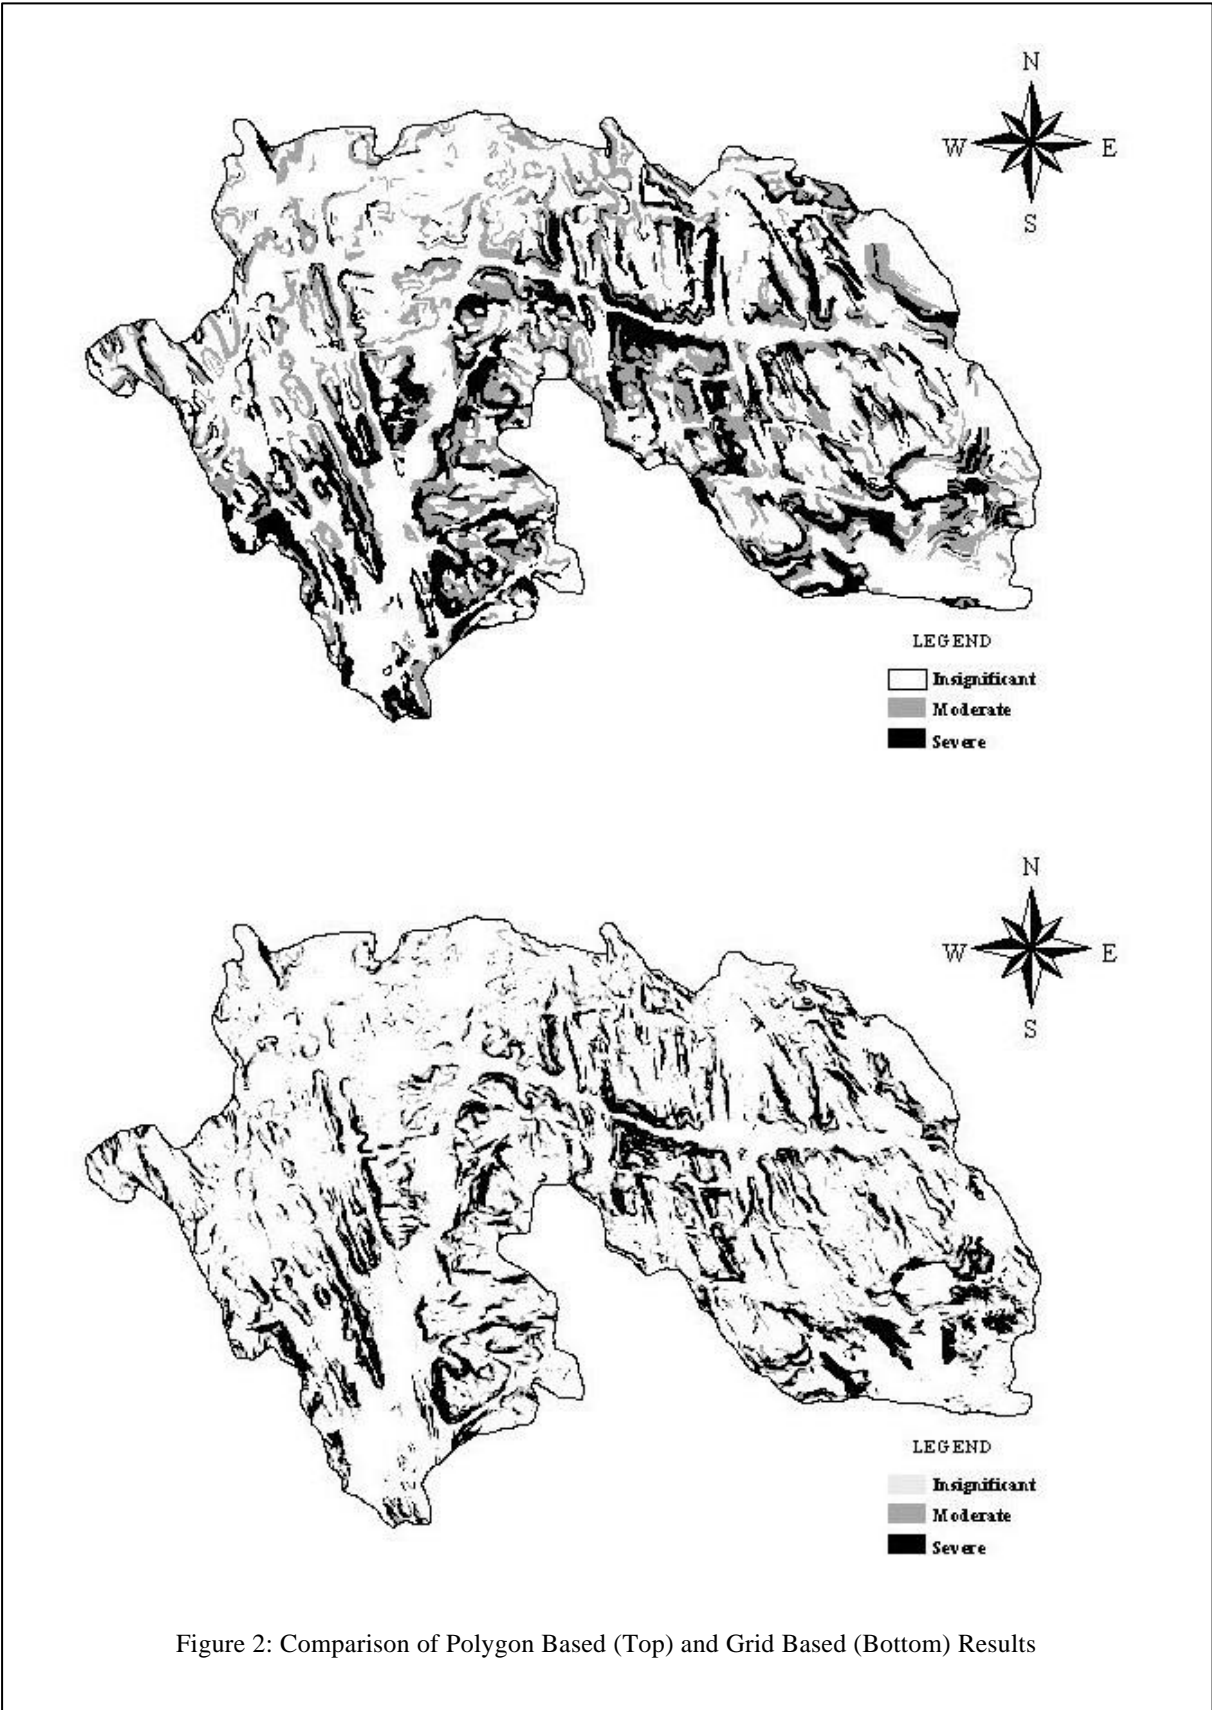 N
W E
S
LEGEND
Insignificant
Moderate
Severe
N
W E
S
LEGEND
Insignificant
Moderate
Severe
Figure 2: Comparison of Polygon Based (Top) and Grid Based (Bottom) Results